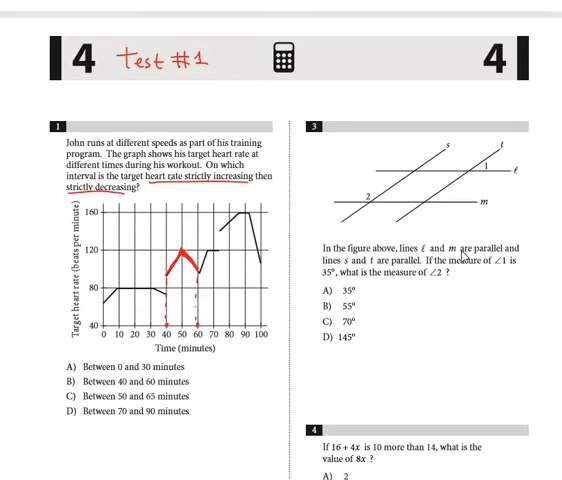 4 Test #1 4
1
John runs at different speeds as part of his training
program. The graph shows his target heart rate at
different times during his workout. On which
interval is the target heart rate strictly increasing then
strictly decreasing?
Target heart rate (beats per minute)
160
120
80
40
0 10 20 30 40 50 60 70 80 90 100
Time (minutes)
A) Between 0 and 30 minutes
B) Between 40 and 60 minutes
C) Between 50 and 65 minutes
D) Between 70 and 90 minutes
3
s t
1 ℓ
2 m
In the figure above, lines ℓ and m are parallel and
lines s and t are parallel. If the measure of ∠1 is
35°, what is the measure of ∠2 ?
A) 35°
B) 55°
C) 70°
D) 145°
4
If 16 + 4x is 10 more than 14, what is the
value of 8x ?
A) 2